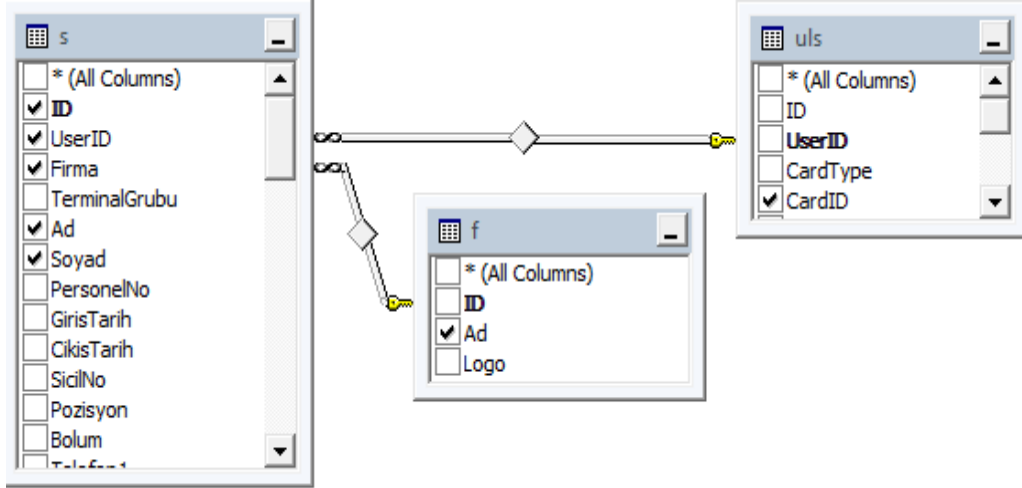 s
* (All Columns)
ID
UserID
Firma
TerminalGrubu
Ad
Soyad
PersonelNo
GirisTarih
CikisTarih
SicilNo
Pozisyon
Bolum
Telefon1
f
* (All Columns)
ID
Ad
Logo
uls
* (All Columns)
ID
UserID
CardType
CardID